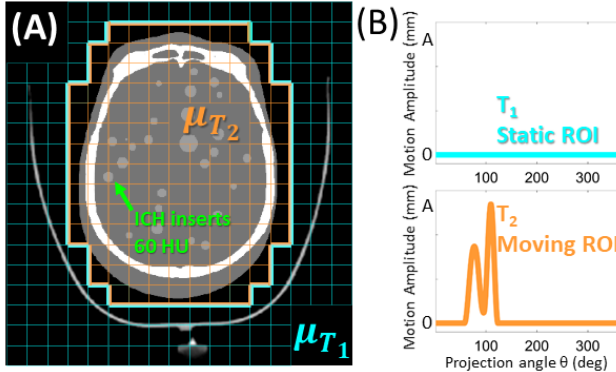 (A)
μT2
ICH inserts
60 HU
μT1
(B)
Motion Amplitude (mm)
A
0
T1
Static ROI
100 200 300
Motion Amplitude (mm)
A
0
T2
Moving ROI
100 200 300
Projection angle θ (deg)